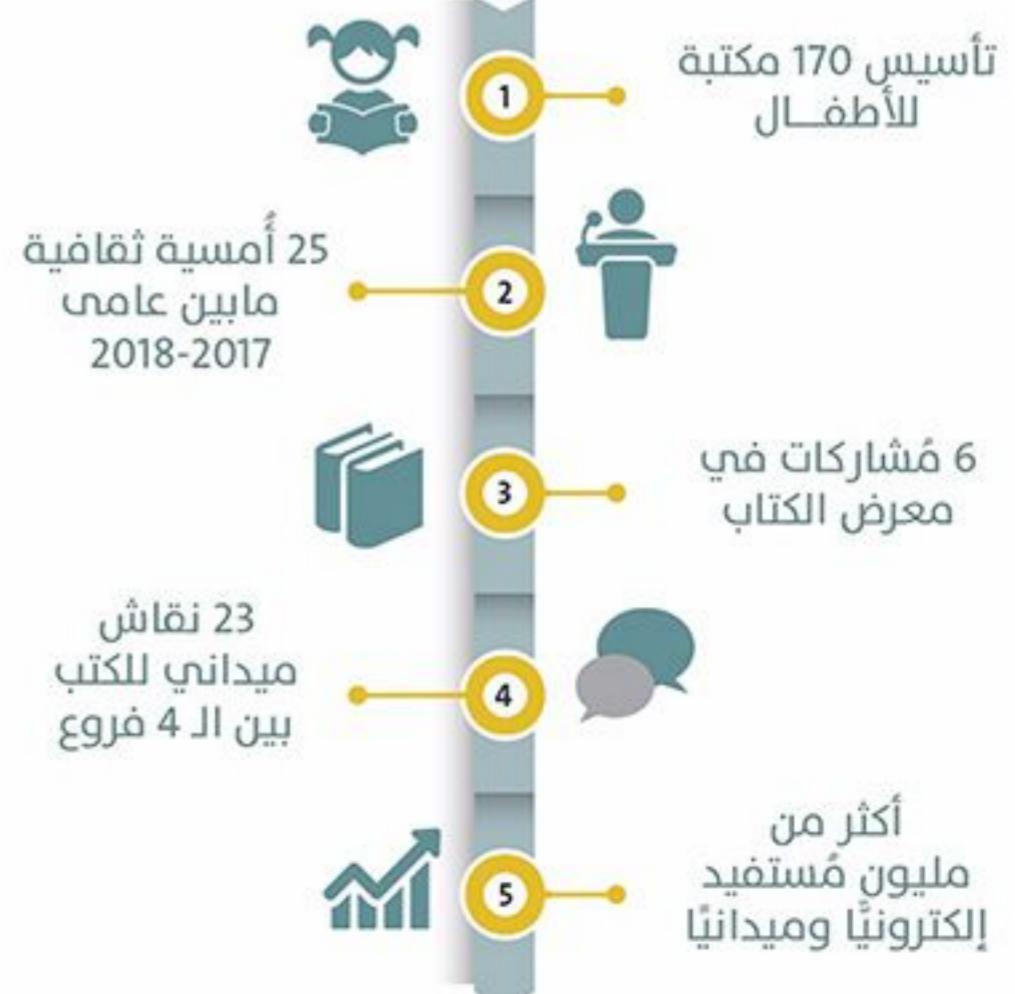 1
تأسيس 170 مكتبة
للأطفـــال
2
25 أُمسية ثقافية
مابين عامى
2018-2017
3
6 مُشاركات في
معرض الكتاب
4
23 نقاش
ميداني للكتب
بين الـ 4 فروع
5
أكثر من
مليون مُستفيد
إلكترونيًا وميدانيًا